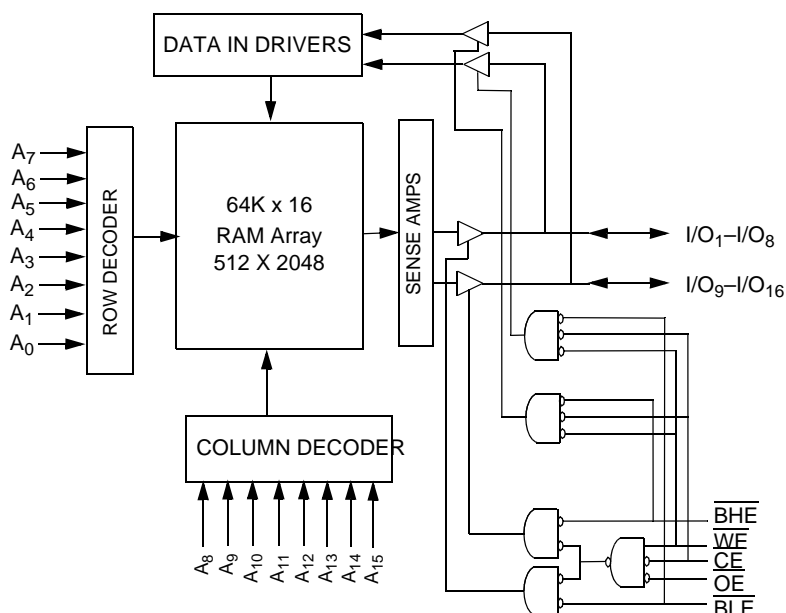 DATA IN DRIVERS
A7
A6
A5
A4
A3
A2
A1
A0
ROW DECODER
64K x 16
RAM Array
512 X 2048
SENSE AMPS
I/O1–I/O8
I/O9–I/O16
COLUMN DECODER
A8
A9
A10
A11
A12
A13
A14
A15
BHE
WE
CE
OE
BLE